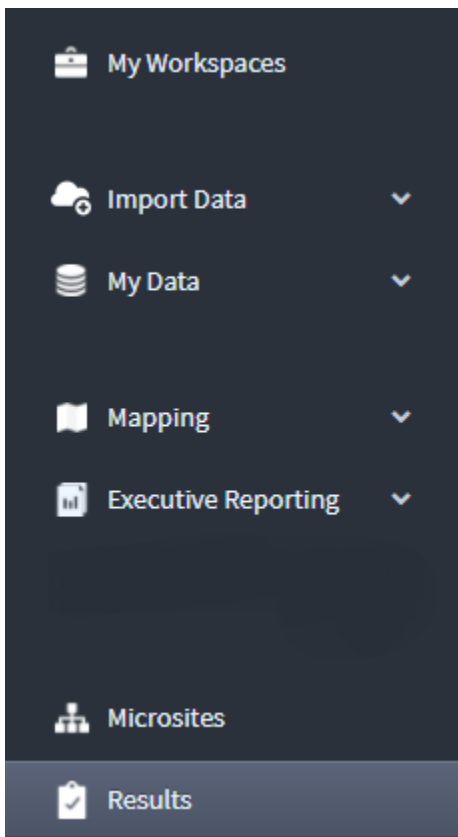 My Workspaces
Import Data
My Data
Mapping
Executive Reporting
Microsites
Results